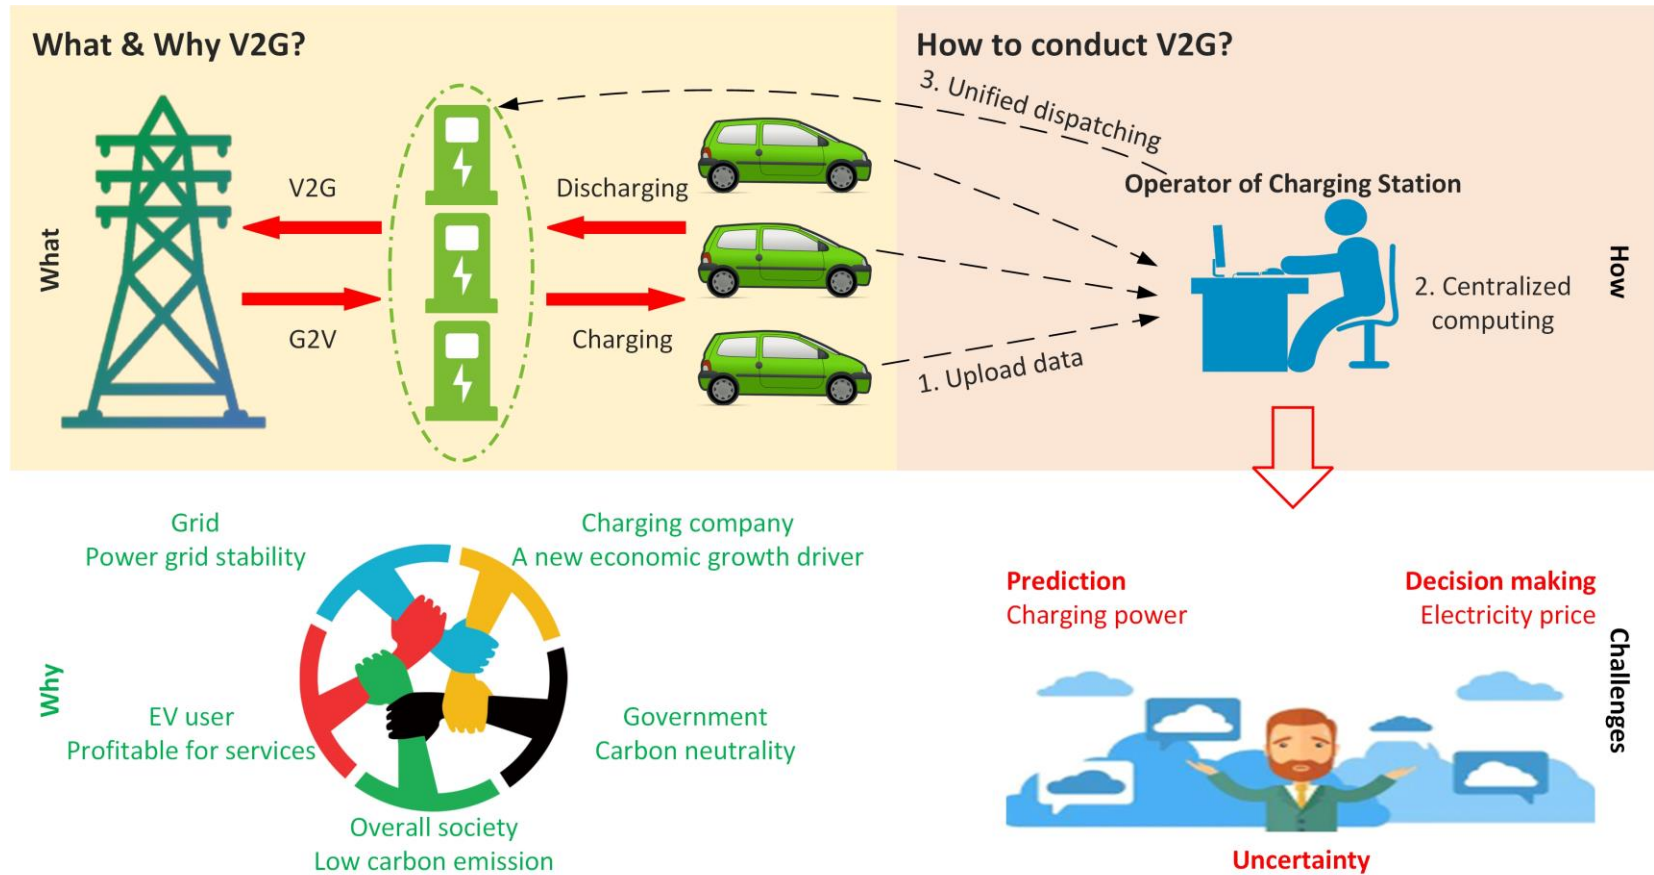 What & Why V2G?
How to conduct V2G?
3. Unified dispatching
V2G
Discharging
Operator of Charging Station
What
How
2. Centralized
computing
G2V
Charging
1. Upload data
Grid
Power grid stability
Charging company
A new economic growth driver
Why
EV user
Profitable for services
Government
Carbon neutrality
Overall society
Low carbon emission
Prediction
Charging power
Decision making
Electricity price
Challenges
Uncertainty